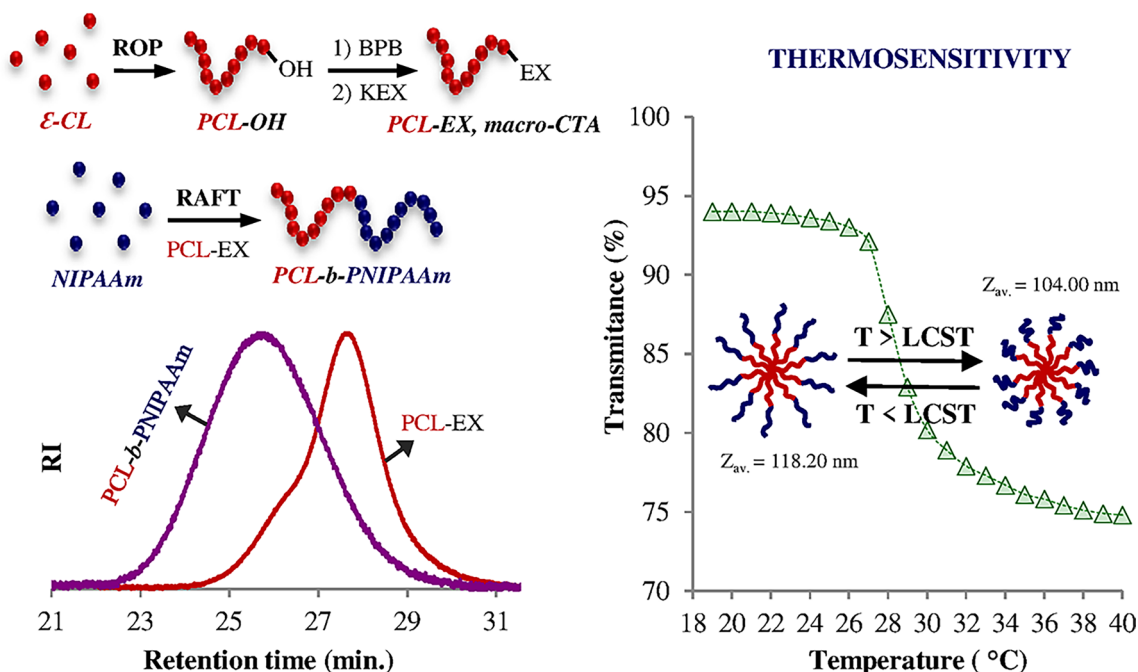 ROP
OH
1) BPB
2) KEX
EX
Ɛ-CL
PCL-OH
PCL-EX, macro-CTA
RAFT
PCL-EX
NIPAAm
PCL-b-PNIPAAm
PCL-b-PNIPAAm
PCL-EX
RI
21 23 25 27 29 31
Retention time (min.)
THERMOSENSITIVITY
100
95
90
85
80
75
70
Transmitance (%)
Zav. = 104.00 nm
T > LCST
T < LCST
Zav. = 118.20 nm
18 20 22 24 26 28 30 32 34 36 38 40
Temperature ( °C)